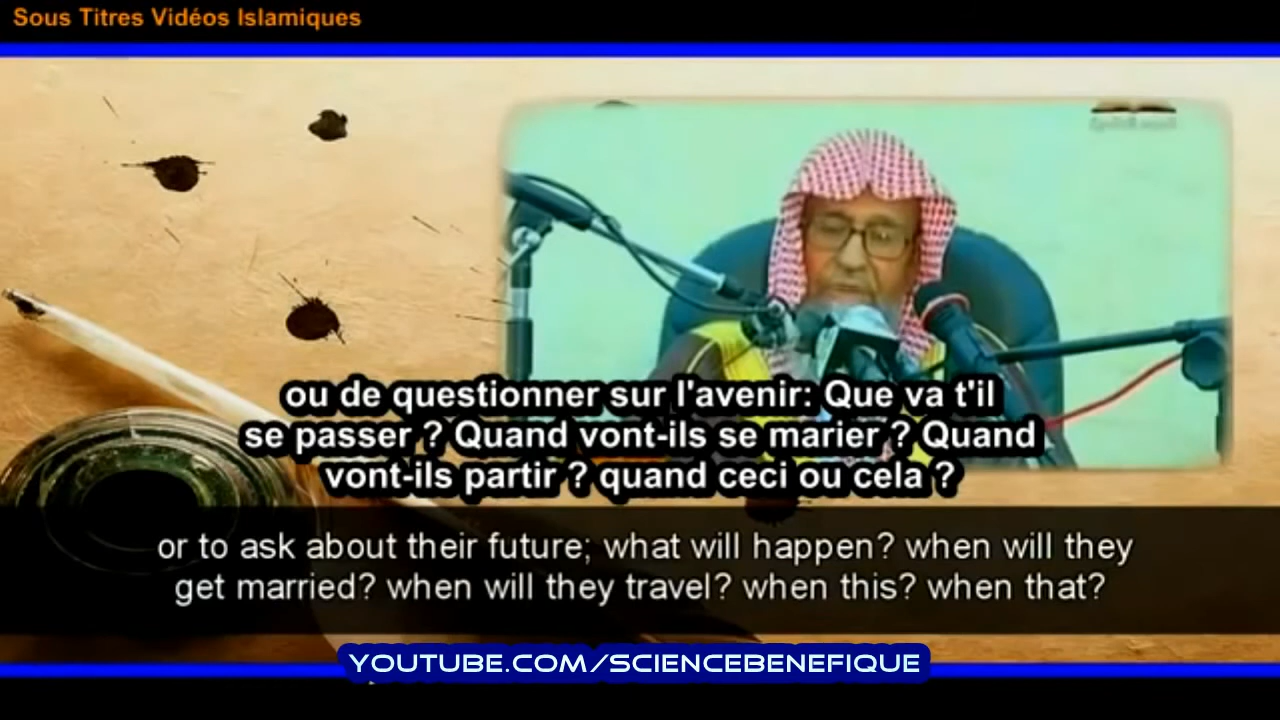 Sous Titres Vidéos Islamiques
ou de questionner sur l'avenir: Que va t'il
se passer ? Quand vont-ils se marier ? Quand
vont-ils partir ? quand ceci ou cela ?
or to ask about their future; what will happen? when will they
get married? when will they travel? when this? when that?
YOUTUBE.COM/SCIENCEBENEFIQUE